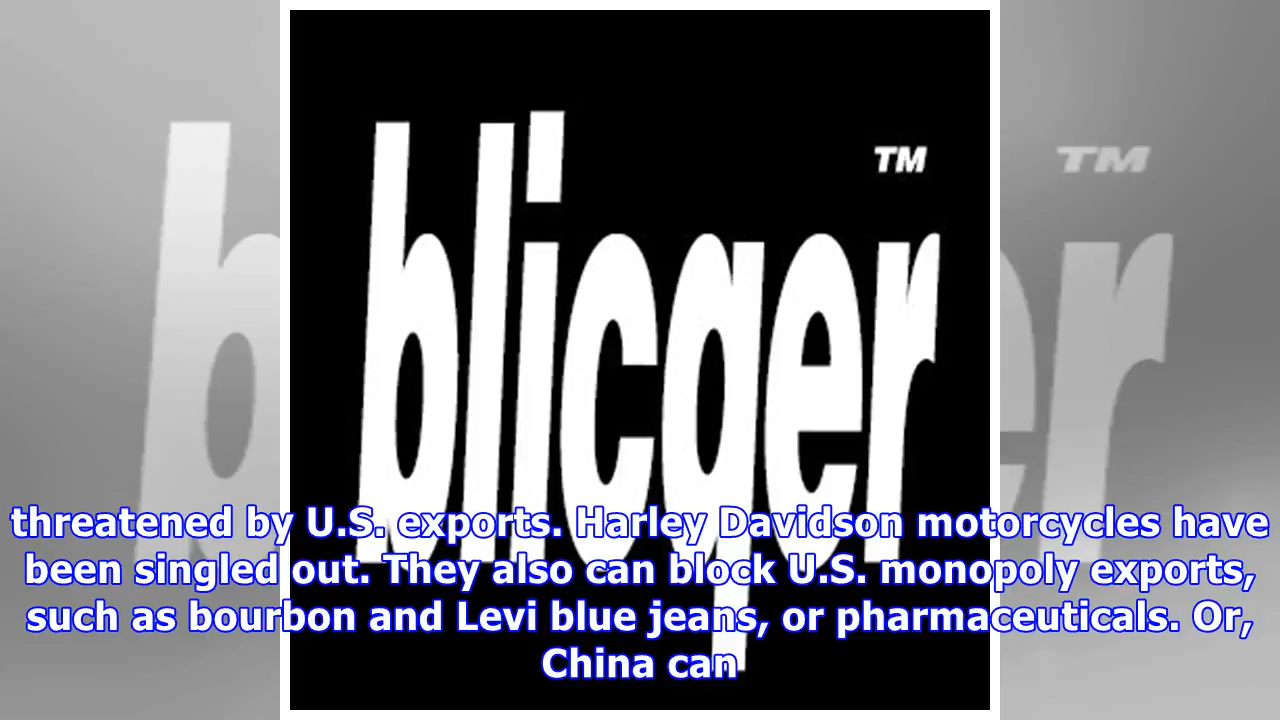 blicqer
TM
TM
threatened by U.S. exports. Harley Davidson motorcycles have
been singled out. They also can block U.S. monopoly exports,
such as bourbon and Levi blue jeans, or pharmaceuticals. Or,
China can